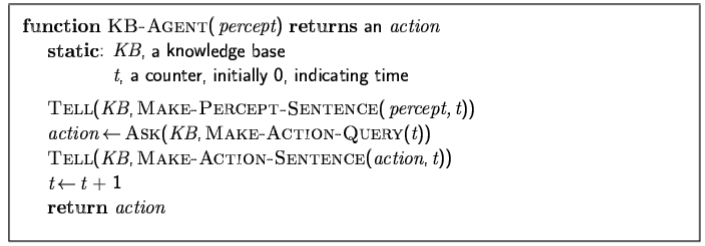 function KB-AGENT( percept) returns an action
static: KB, a knowledge base
t, a counter, initially 0, indicating time
TELL(KB, MAKE-PERCEPT-SENTENCE( percept, t))
action ← ASK(KB, MAKE-ACTION-QUERY(t))
TELL(KB, MAKE-ACTION-SENTENCE(action, t))
t ← t + 1
return action